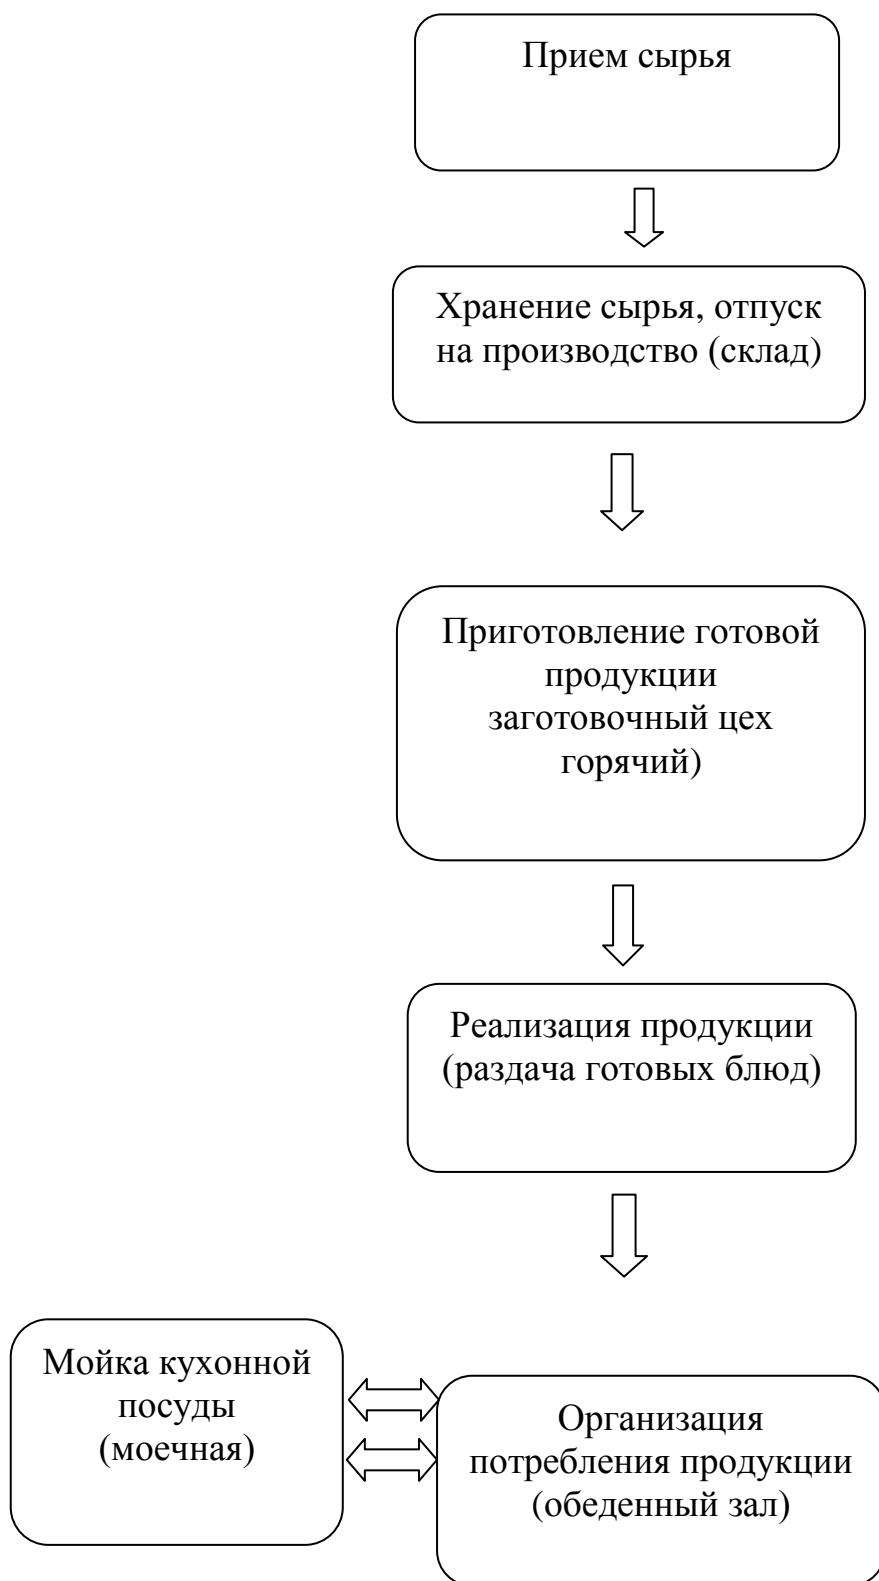 Прием сырья
Хранение сырья, отпуск
на производство (склад)
Приготовление готовой
продукции
заготовочный цех
горячий)
Реализация продукции
(раздача готовых блюд)
Мойка кухонной
посуды
(моечная)
Организация
потребления продукции
(обеденный зал)